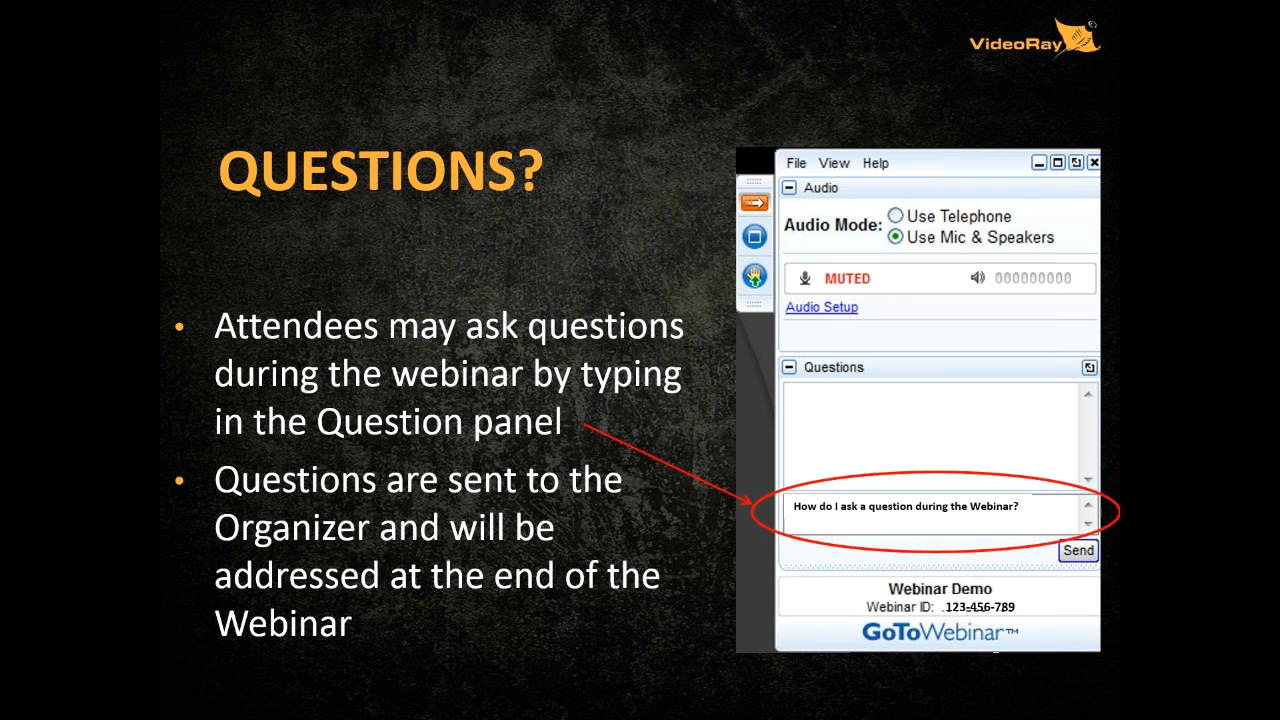 VideoRay
QUESTIONS?
• Attendees may ask questions
during the webinar by typing
in the Question panel
• Questions are sent to the
Organizer and will be
addressed at the end of the
Webinar
File View Help
Audio
Audio Mode: Use Telephone
Use Mic & Speakers
MUTED 000000000
Audio Setup
Questions
How do I ask a question during the Webinar?
Send
Webinar Demo
Webinar ID: 123-456-789
GoToWebinar™